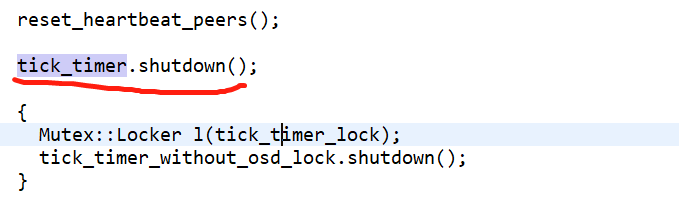 reset_heartbeat_peers();
tick_timer.shutdown();
{
Mutex::Locker l(tick_timer_lock);
tick_timer_without_osd_lock.shutdown();
}